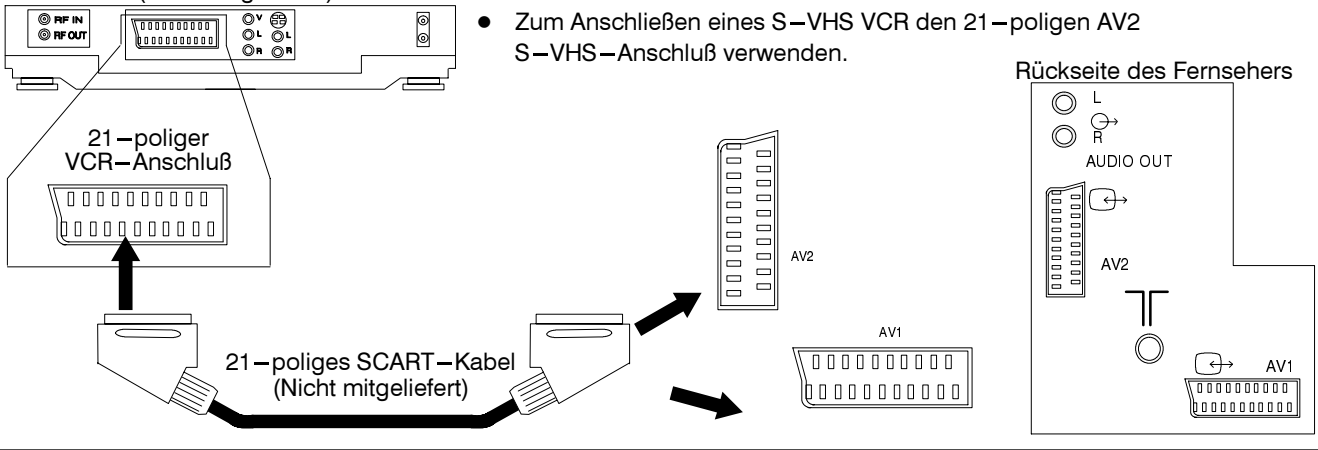 RF IN
RF OUT
V
L
R
L
R
● Zum Anschließen eines S–VHS VCR den 21–poligen AV2
S–VHS–Anschluß verwenden.
Rückseite des Fernsehers
21–poliger
VCR–Anschluß
L
R
AUDIO OUT
AV2
AV2
AV1
AV1
21–poliges SCART–Kabel
(Nicht mitgeliefert)